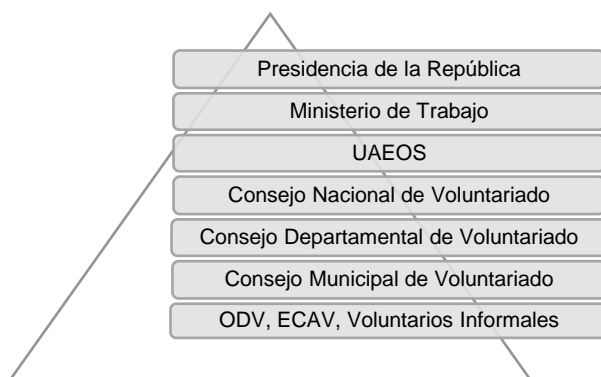 Presidencia de la República
Ministerio de Trabajo
UAEOS
Consejo Nacional de Voluntariado
Consejo Departamental de Voluntariado
Consejo Municipal de Voluntariado
ODV, ECAV, Voluntarios Informales